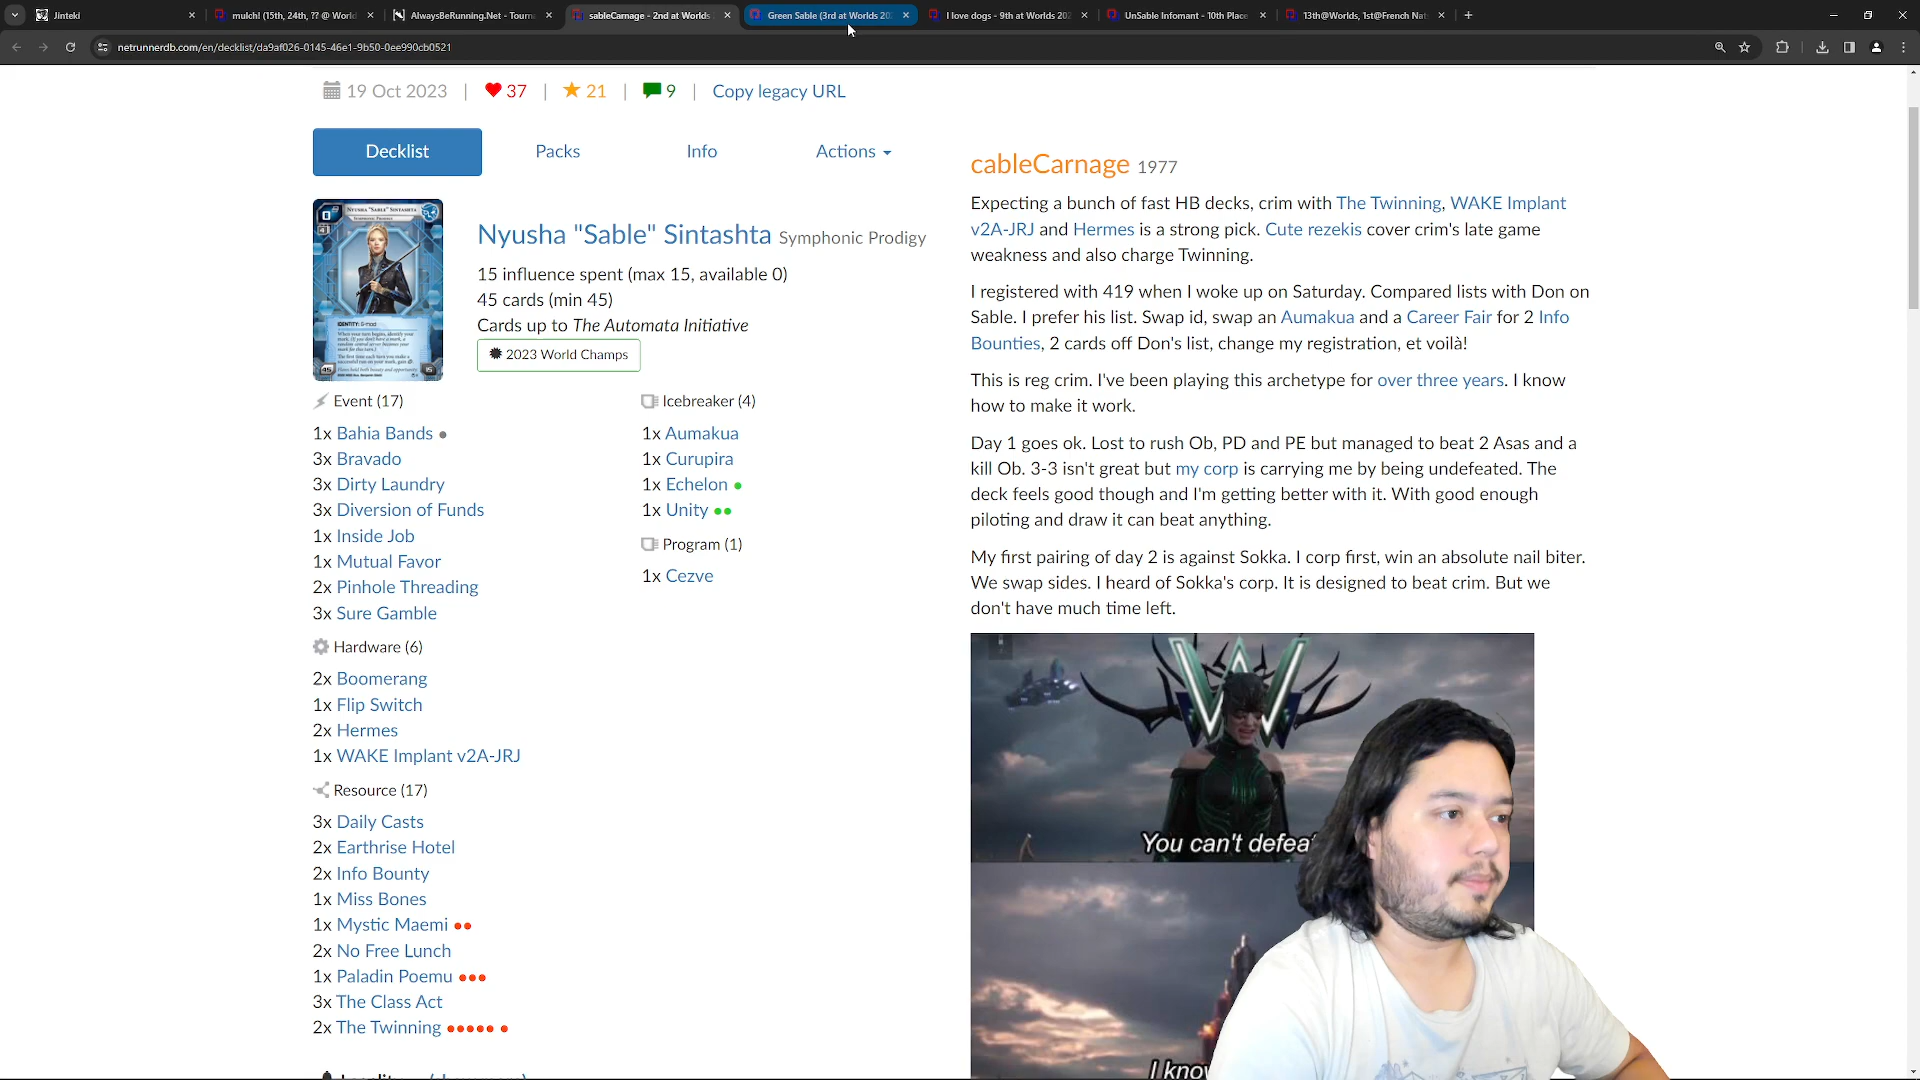 Jinteki
mulch! (15th, 24th, ?? @ World
AlwaysBeRunning.Net - Tourna
sableCarnage - 2nd at Worlds
Green Sable (3rd at Worlds 202
I love dogs - 9th at Worlds 202
UnSable Infomant - 10th Place
13th@Worlds, 1st@French Nat
netrunnerdb.com/en/decklist/da9af026-0145-46e1-9b50-0ee990cb0521
19 Oct 2023 | 37 | 21 | 9 | Copy legacy URL
Decklist
Packs
Info
Actions
Nyusha "Sable" Sintashta Symphonic Prodigy
15 influence spent (max 15, available 0)
45 cards (min 45)
Cards up to The Automata Initiative
2023 World Champs
Event (17)
1x Bahia Bands
3x Bravado
3x Dirty Laundry
3x Diversion of Funds
1x Inside Job
1x Mutual Favor
2x Pinhole Threading
3x Sure Gamble
Hardware (6)
2x Boomerang
1x Flip Switch
2x Hermes
1x WAKE Implant v2A-JRJ
Resource (17)
3x Daily Casts
2x Earthrise Hotel
2x Info Bounty
1x Miss Bones
1x Mystic Maemi
2x No Free Lunch
1x Paladin Poemu
3x The Class Act
2x The Twinning
Icebreaker (4)
1x Aumakua
1x Curupira
1x Echelon
1x Unity
Program (1)
1x Cezve
cableCarnage 1977
Expecting a bunch of fast HB decks, crim with The Twinning, WAKE Implant
v2A-JRJ and Hermes is a strong pick. Cute rezekis cover crim's late game
weakness and also charge Twinning.
I registered with 419 when I woke up on Saturday. Compared lists with Don on
Sable. I prefer his list. Swap id, swap an Aumakua and a Career Fair for 2 Info
Bounties, 2 cards off Don's list, change my registration, et voilà!
This is reg crim. I've been playing this archetype for over three years. I know
how to make it work.
Day 1 goes ok. Lost to rush Ob, PD and PE but managed to beat 2 Asas and a
kill Ob. 3-3 isn't great but my corp is carrying me by being undefeated. The
deck feels good though and I'm getting better with it. With good enough
piloting and draw it can beat anything.
My first pairing of day 2 is against Sokka. I corp first, win an absolute nail biter.
We swap sides. I heard of Sokka's corp. It is designed to beat crim. But we
don't have much time left.
You can't defea
I know